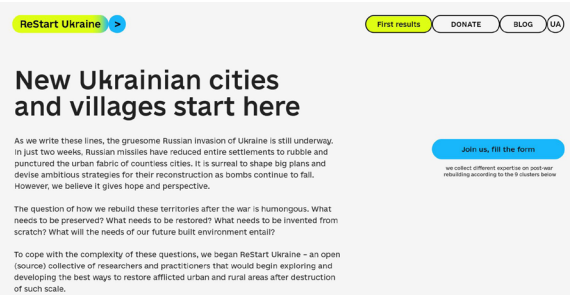 ReStart Ukraine >
First results DONATE BLOG UA
New Ukrainian cities
and villages start here
As we write these lines, the gruesome Russian invasion of Ukraine is still underway.
In just two weeks, Russian missiles have reduced entire settlements to rubble and
punctured the urban fabric of countless cities. It is surreal to shape big plans and
devise ambitious strategies for their reconstruction as bombs continue to fall.
However, we believe it gives hope and perspective.
The question of how we rebuild these territories after the war is humongous. What
needs to be preserved? What needs to be restored? What needs to be invented from
scratch? What will the needs of our future built environment entail?
To cope with the complexity of these questions, we began ReStart Ukraine – an open
(source) collective of researchers and practitioners that would begin exploring and
developing the best ways to restore afflicted urban and rural areas after destruction
of such scale.
Join us, fill the form
we collect different expertise on post-war
rebuilding according to the 9 clusters below